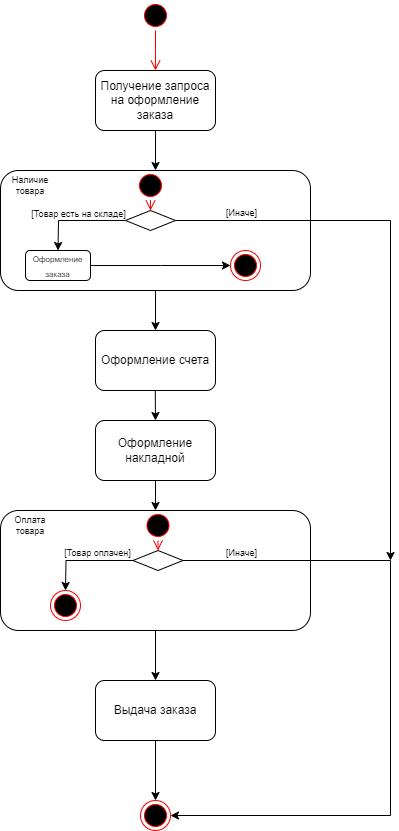 Получение запроса
на оформление
заказа
Наличие
товара
[Товар есть на складе]
[Иначе]
Оформление
заказа
Оформление счета
Оформление
накладной
Оплата
товара
[Товар оплачен]
[Иначе]
Выдача заказа